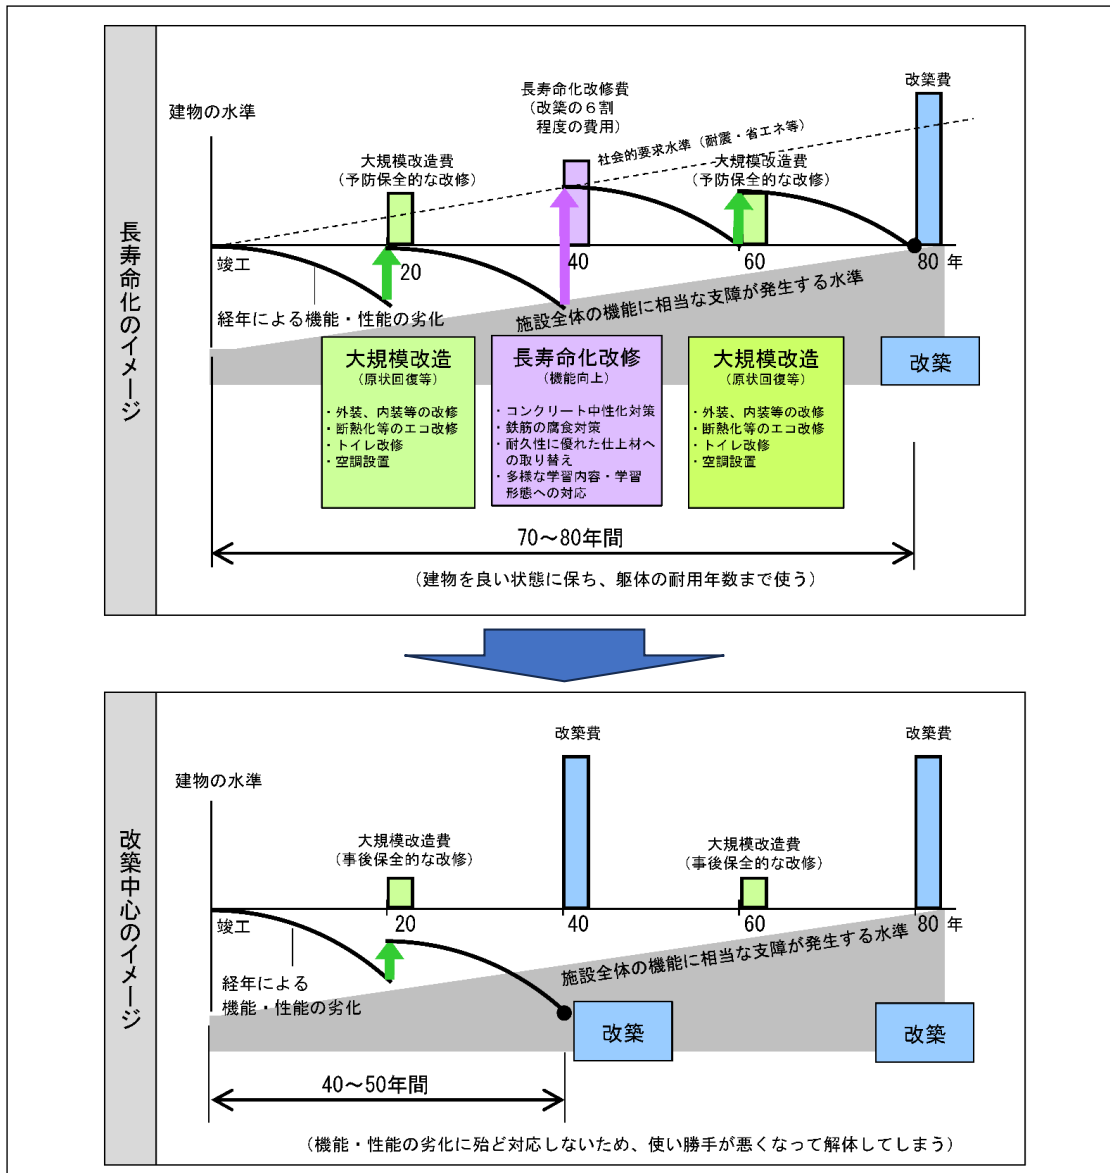 長寿命化のイメージ
建物の水準
大規模改造費
（予防保全的な改修）
長寿命化改修費
（改築の６割
程度の費用）
社会的要求水準（耐震・省エネ等）
大規模改造費
（予防保全的な改修）
改築費
竣工
20
40
60
80 年
経年による機能・性能の劣化
施設全体の機能に相当な支障が発生する水準
大規模改造
（原状回復等）
・外装、内装等の改修
・断熱化等のエコ改修
・トイレ改修
・空調設置
長寿命化改修
（機能向上）
・コンクリート中性化対策
・鉄筋の腐食対策
・耐久性に優れた仕上材へ
の取り替え
・多様な学習内容・学習
形態への対応
大規模改造
（原状回復等）
・外装、内装等の改修
・断熱化等のエコ改修
・トイレ改修
・空調設置
改築
70～80年間
（建物を良い状態に保ち、躯体の耐用年数まで使う）
改築中心のイメージ
建物の水準
大規模改造費
（事後保全的な改修）
改築費
大規模改造費
（事後保全的な改修）
改築費
竣工
20
40
60
80 年
経年による
機能・性能の劣化
施設全体の機能に相当な支障が発生する水準
改築
改築
40～50年間
（機能・性能の劣化に殆ど対応しないため、使い勝手が悪くなって解体してしまう）